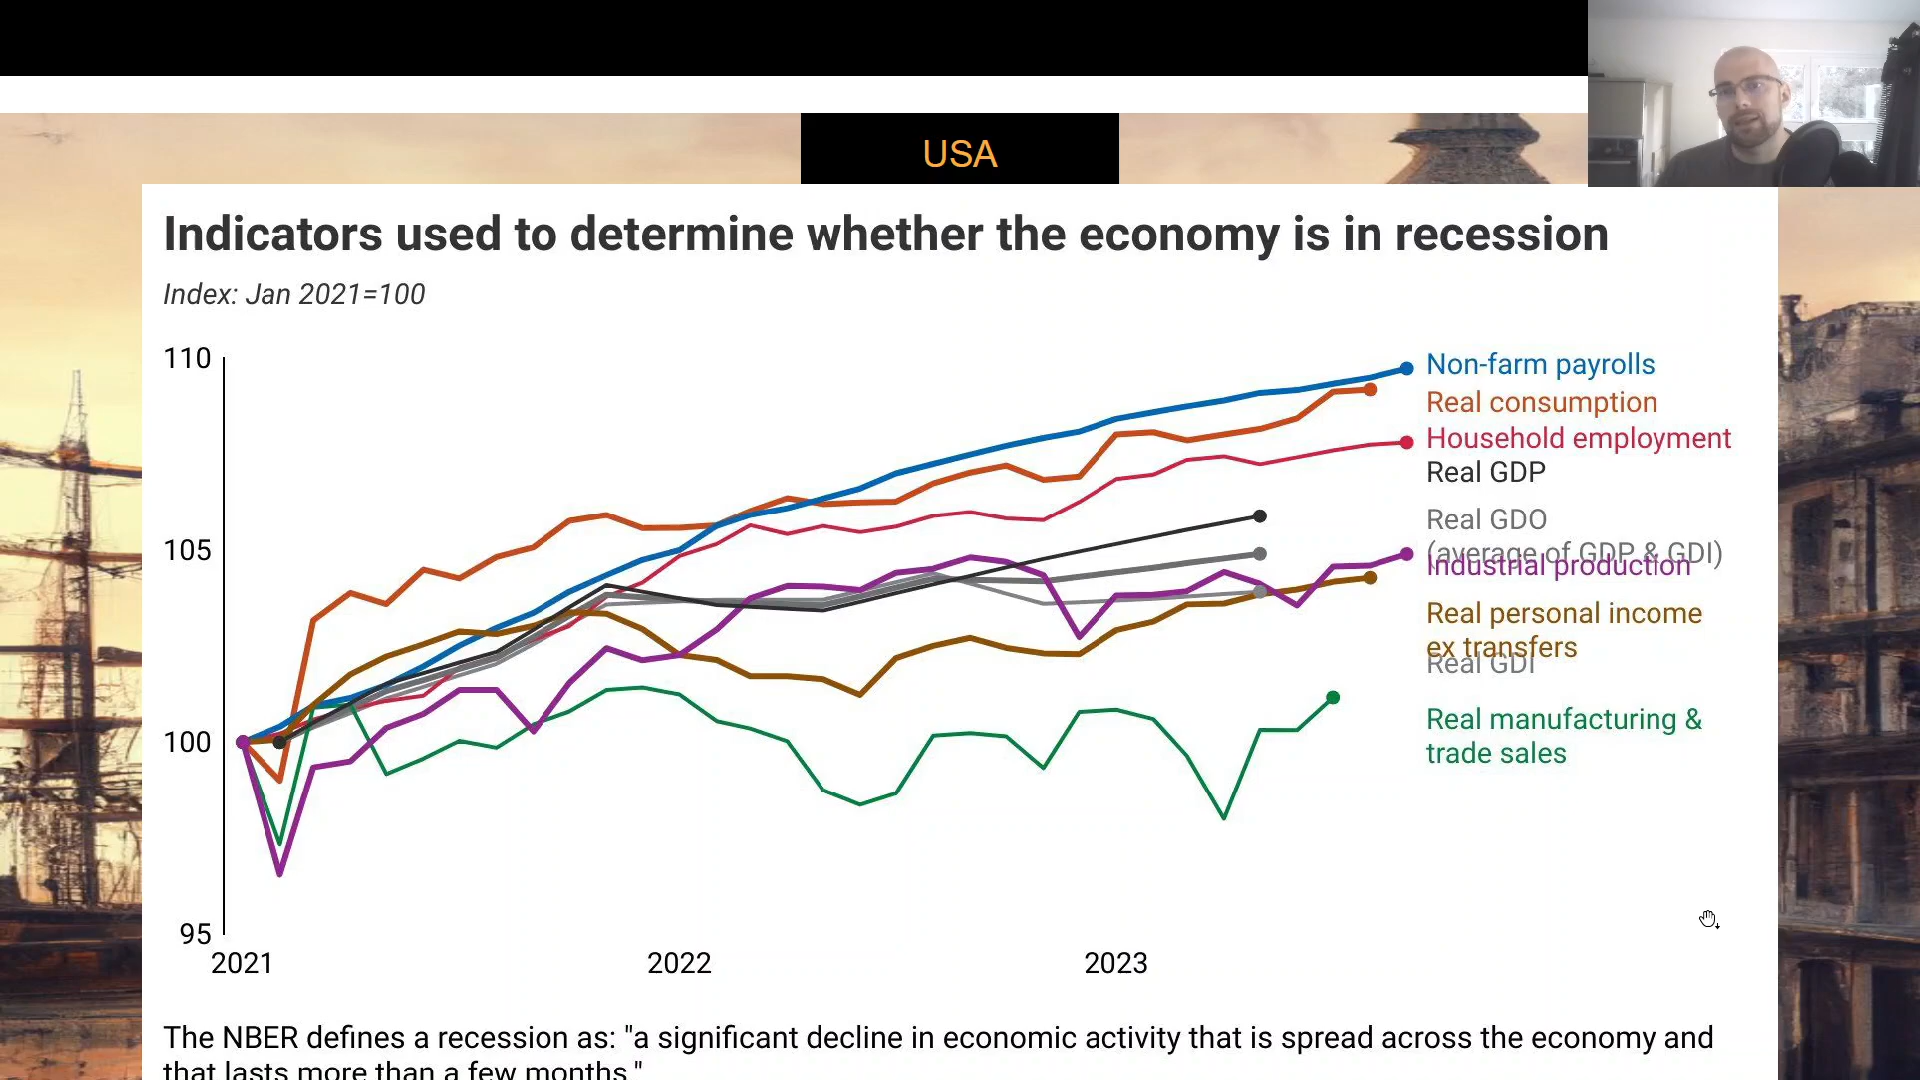 USA
Indicators used to determine whether the economy is in recession
Index: Jan 2021=100
110
105
100
95
2021
2022
2023
Non-farm payrolls
Real consumption
Household employment
Real GDP
Real GDO
(average of GDP & GDI)
Industrial production
Real personal income
ex transfers
Real GDI
Real manufacturing &
trade sales
The NBER defines a recession as: "a significant decline in economic activity that is spread across the economy and
that lasts more than a few months."